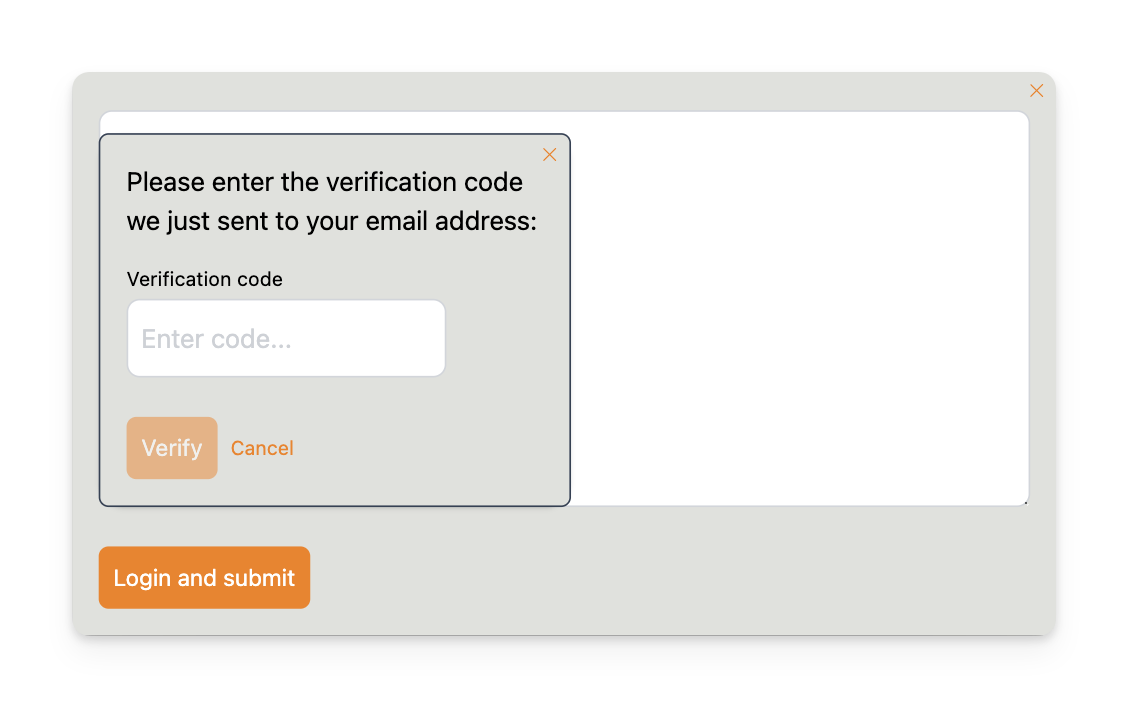 Please enter the verification code
we just sent to your email address:
Verification code
Enter code...
Verify
Cancel
Login and submit